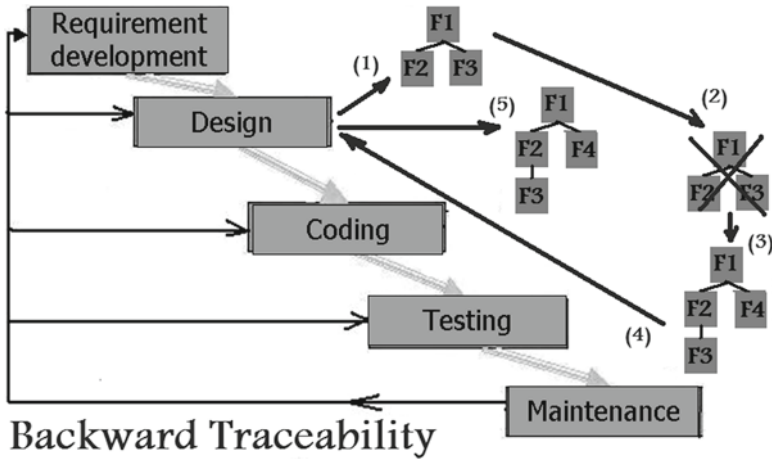 Requirement
development
(1)
F1
F2 F3
(5)
F1
F2 F4
F3
(2)
F1
F2 F3
(3)
F1
F2 F4
F3
(4)
Design
Coding
Testing
Maintenance
Backward Traceability